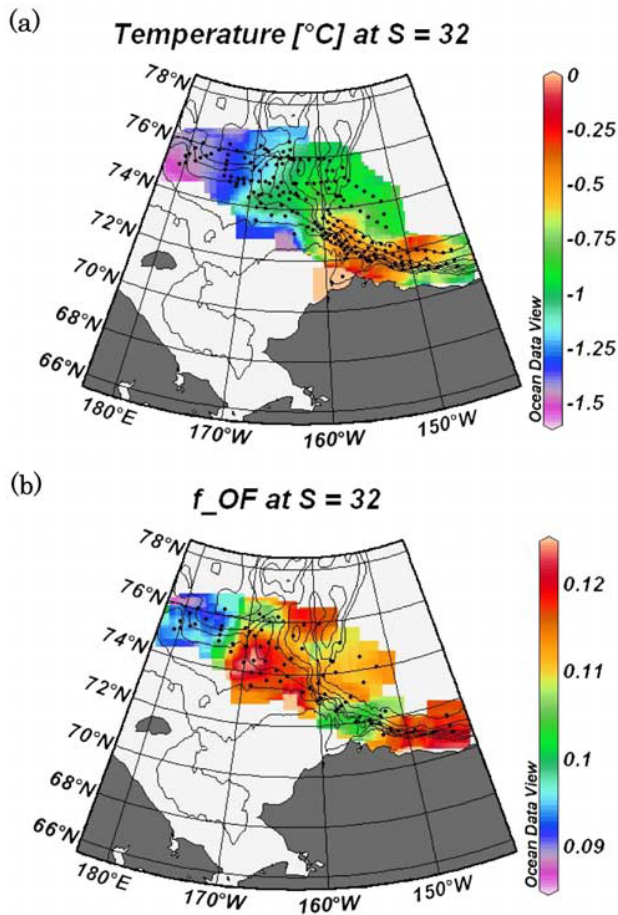 (a)
Temperature [°C] at S = 32
78°N
76°N
74°N
72°N
70°N
68°N
66°N
180°E
170°W
160°W
150°W
0
-0.25
-0.5
-0.75
-1
-1.25
-1.5
Ocean Data View
(b)
f_OF at S = 32
78°N
76°N
74°N
72°N
70°N
68°N
66°N
180°E
170°W
160°W
150°W
0.12
0.11
0.1
0.09
Ocean Data View